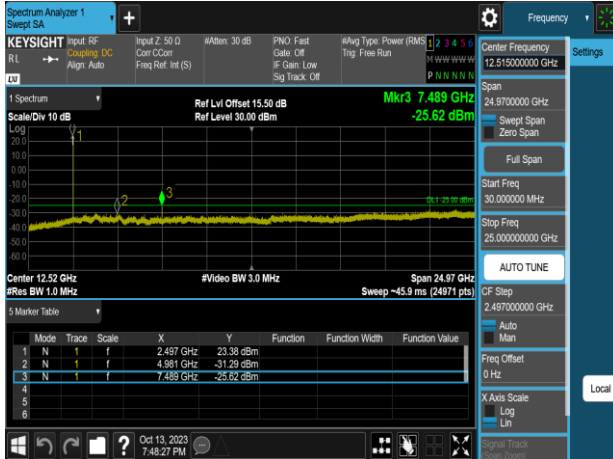 Spectrum Analyzer 1
Swept SA
+
Frequency
KEYSIGHT
RL
LXI
Input: RF
Coupling: DC
Align: Auto
Input Z: 50 Ω
Corr CCorr
Freq Ref: Int (S)
#Atten: 30 dB
PNO: Fast
Gate: Off
IF Gain: Low
Sig Track: Off
#Avg Type: Power (RMS
Trig: Free Run
1 2 3 4 5 6
M W W W W W
P N N N N N
1 Spectrum
Scale/Div 10 dB
Ref Lvl Offset 15.50 dB
Ref Level 30.00 dBm
Mkr3 7.489 GHz
-25.62 dBm
Log
20.0
10.0
0.00
-10.0
-20.0
-30.0
-40.0
-50.0
-60.0
1
2
3
DL1 -25.00 dBm
Center 12.52 GHz
#Res BW 1.0 MHz
#Video BW 3.0 MHz
Span 24.97 GHz
Sweep ~45.9 ms (24971 pts)
5 Marker Table
Mode Trace Scale X Y Function Function Width Function Value
1 N 1 f 2.497 GHz 23.38 dBm
2 N 1 f 4.981 GHz -31.29 dBm
3 N 1 f 7.489 GHz -25.62 dBm
4
5
6
?
Oct 13, 2023
7:48:27 PM
Center Frequency
12.515000000 GHz
Span
24.9700000 GHz
Swept Span
Zero Span
Full Span
Start Freq
30.000000 MHz
Stop Freq
25.000000000 GHz
AUTO TUNE
CF Step
2.497000000 GHz
Auto
Man
Freq Offset
0 Hz
X Axis Scale
Log
Lin
Signal Track
(Span Zoom)
Settings
Local